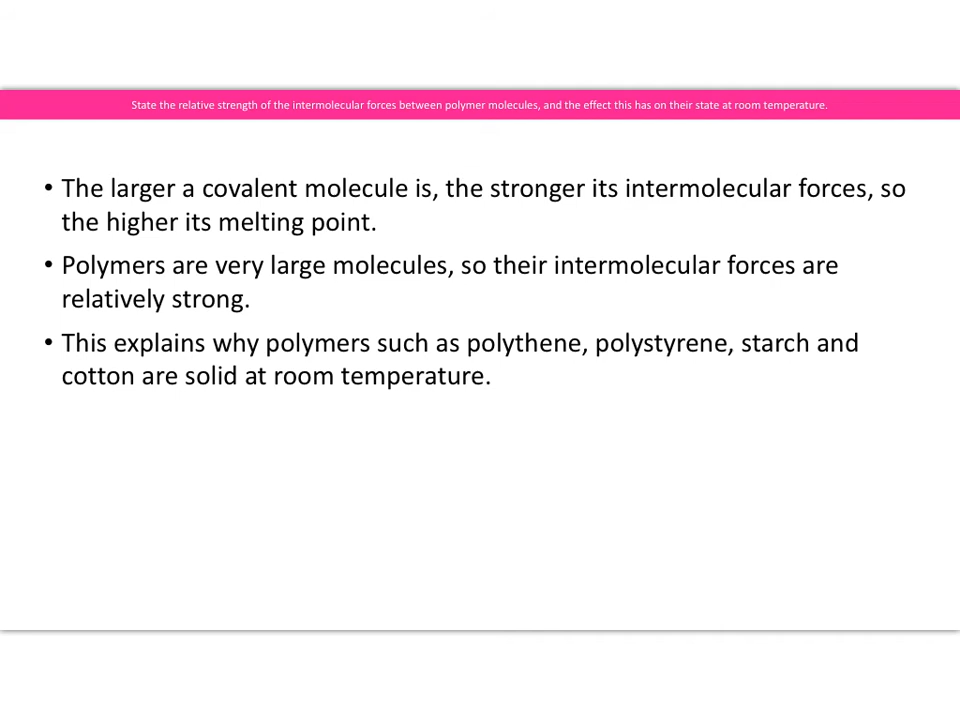 State the relative strength of the intermolecular forces between polymer molecules, and the effect this has on their state at room temperature.
• The larger a covalent molecule is, the stronger its intermolecular forces, so
the higher its melting point.
• Polymers are very large molecules, so their intermolecular forces are
relatively strong.
• This explains why polymers such as polythene, polystyrene, starch and
cotton are solid at room temperature.